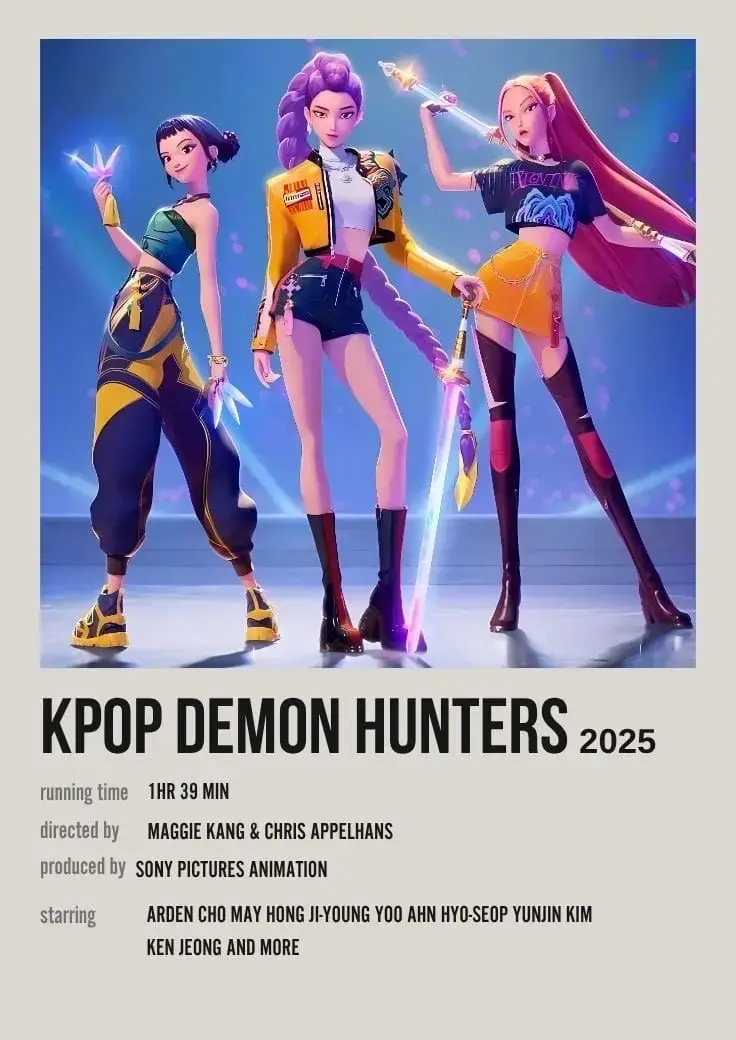 KPOP DEMON HUNTERS 2025
running time 1HR 39 MIN
directed by MAGGIE KANG & CHRIS APPELHANS
produced by SONY PICTURES ANIMATION
starring ARDEN CHO MAY HONG JI-YOUNG YOO AHN HYO-SEOP YUNJIN KIM
KEN JEONG AND MORE